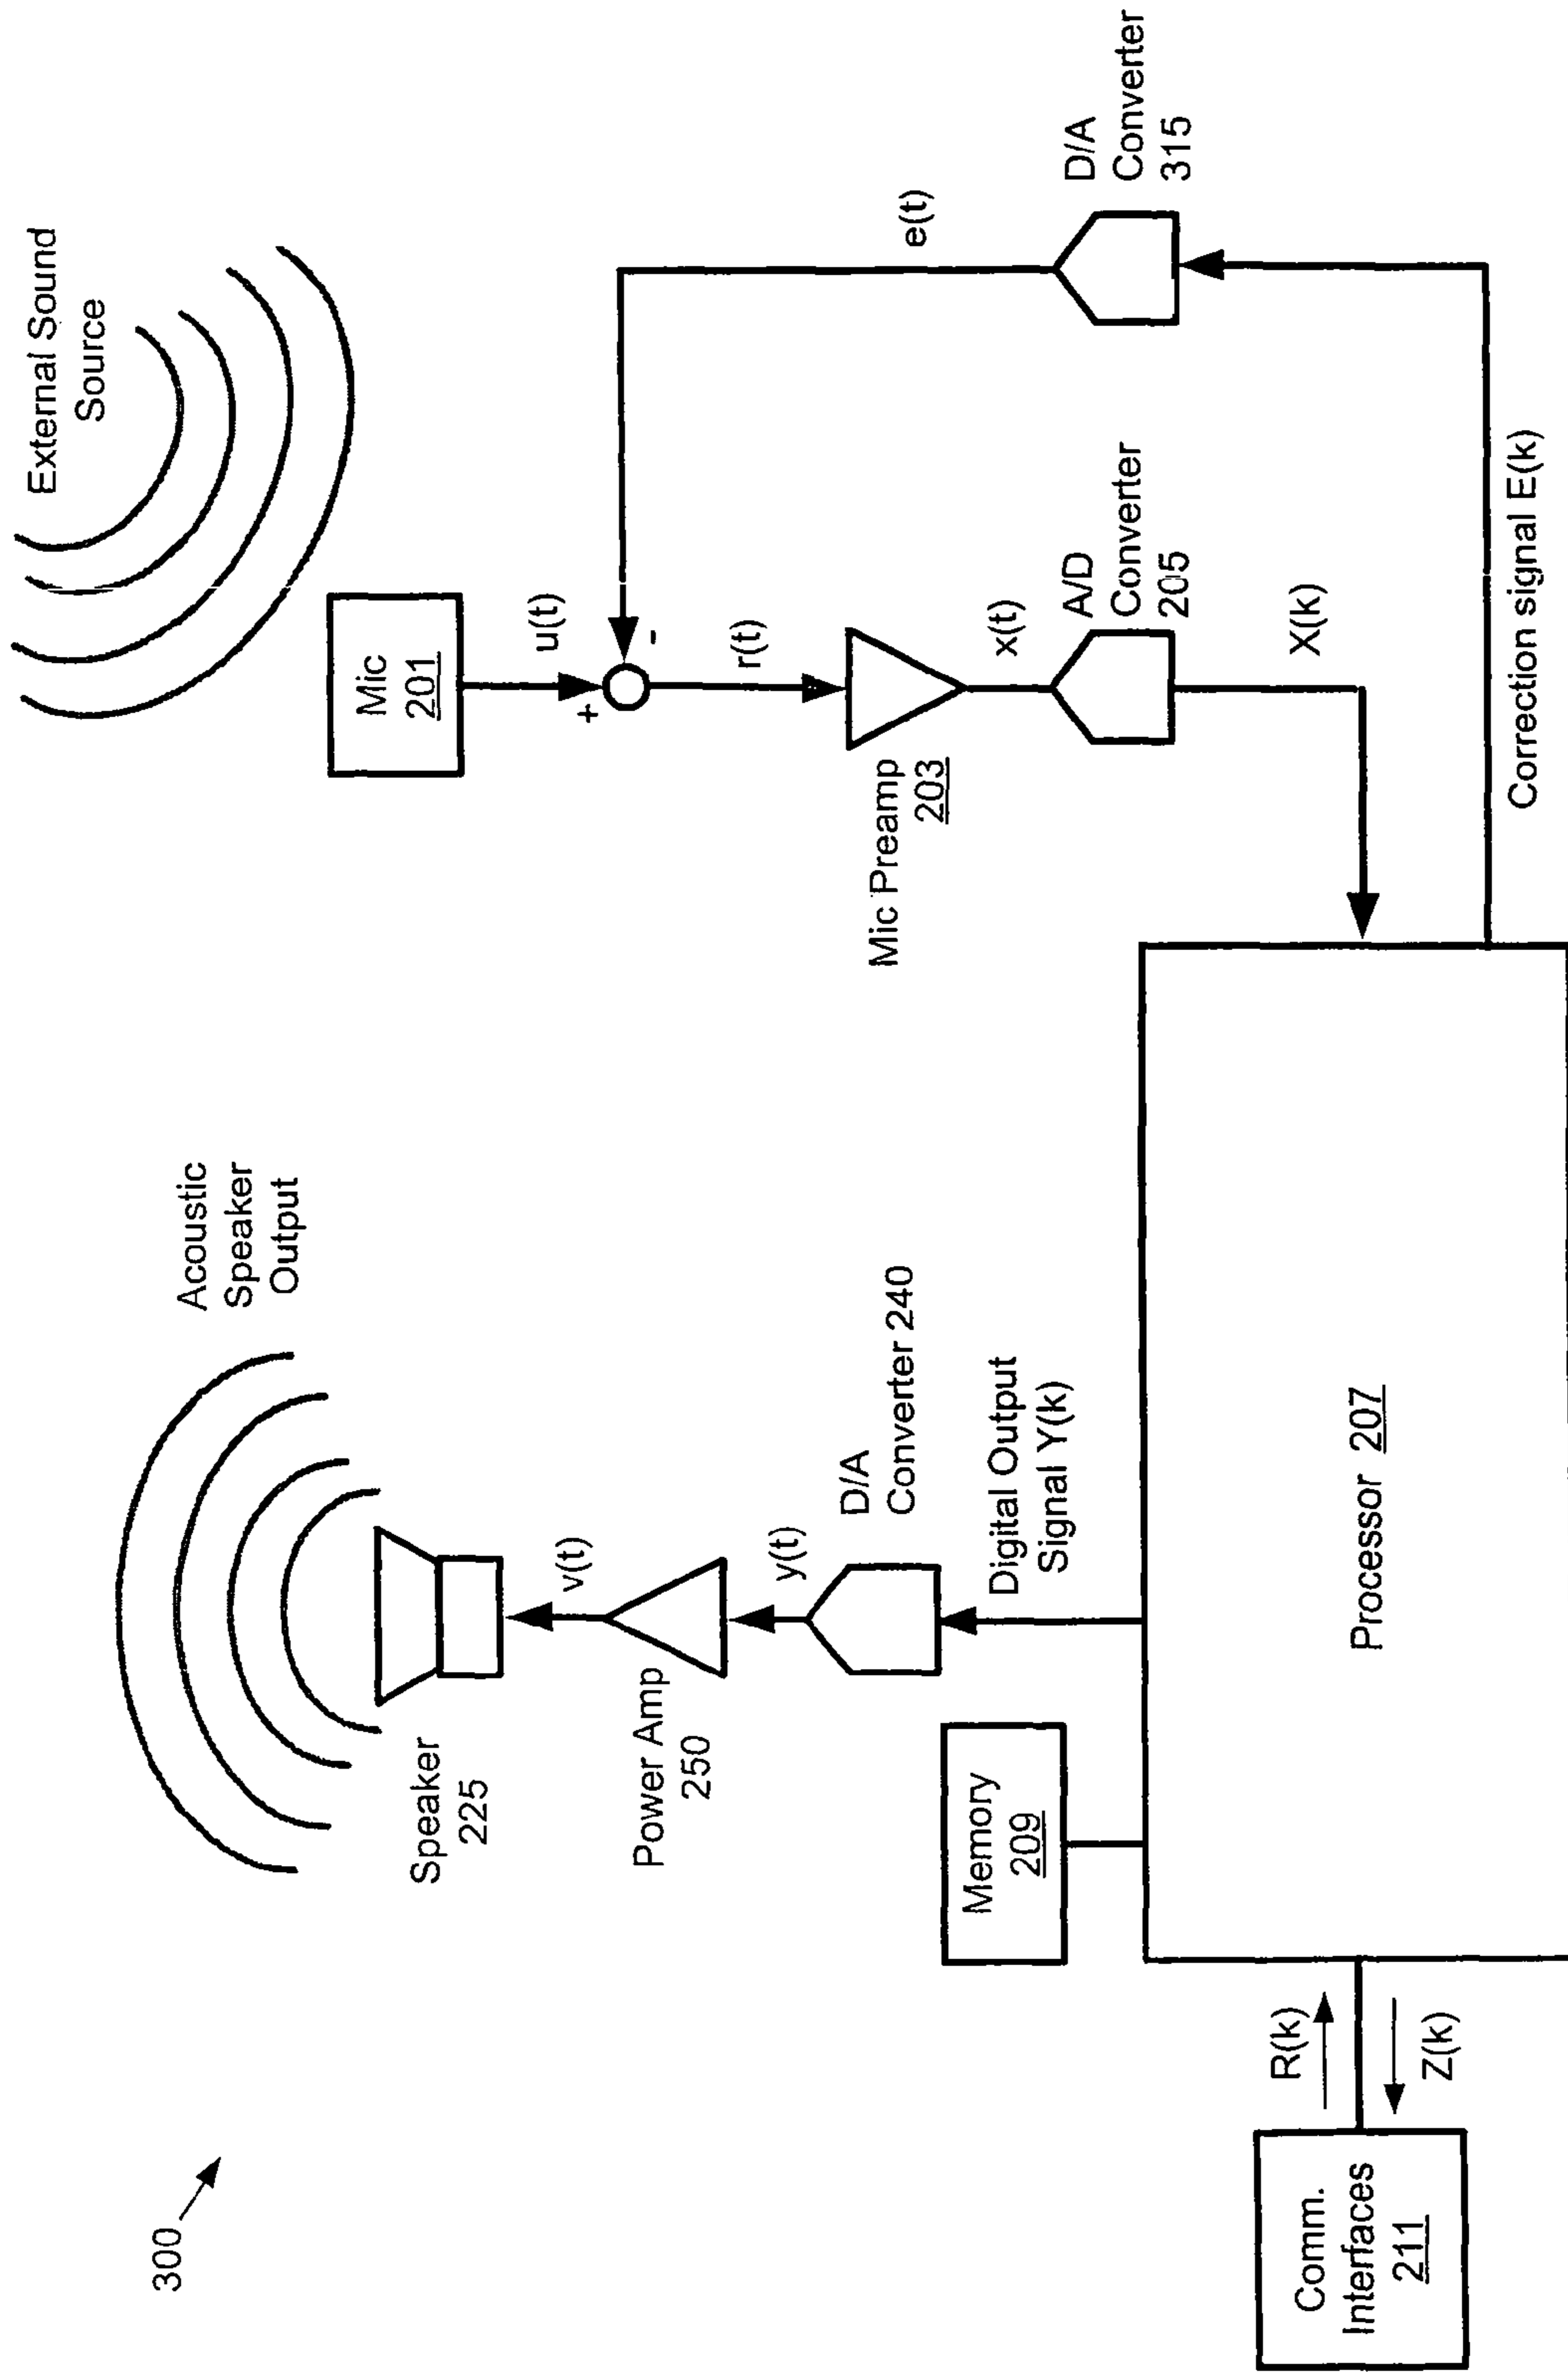 300
Acoustic
Speaker
Output
External Sound
Source
Speaker
225
v(t)
Power Amp
250
y(t)
D/A
Converter 240
Digital Output
Signal Y(k)
Memory
209
Mic
201
u(t)
+
-
r(t)
Mic Preamp
203
x(t)
A/D
Converter
205
X(k)
e(t)
D/A
Converter
315
Correction signal E(k)
Processor 207
R(k)
Z(k)
Comm.
Interfaces
211